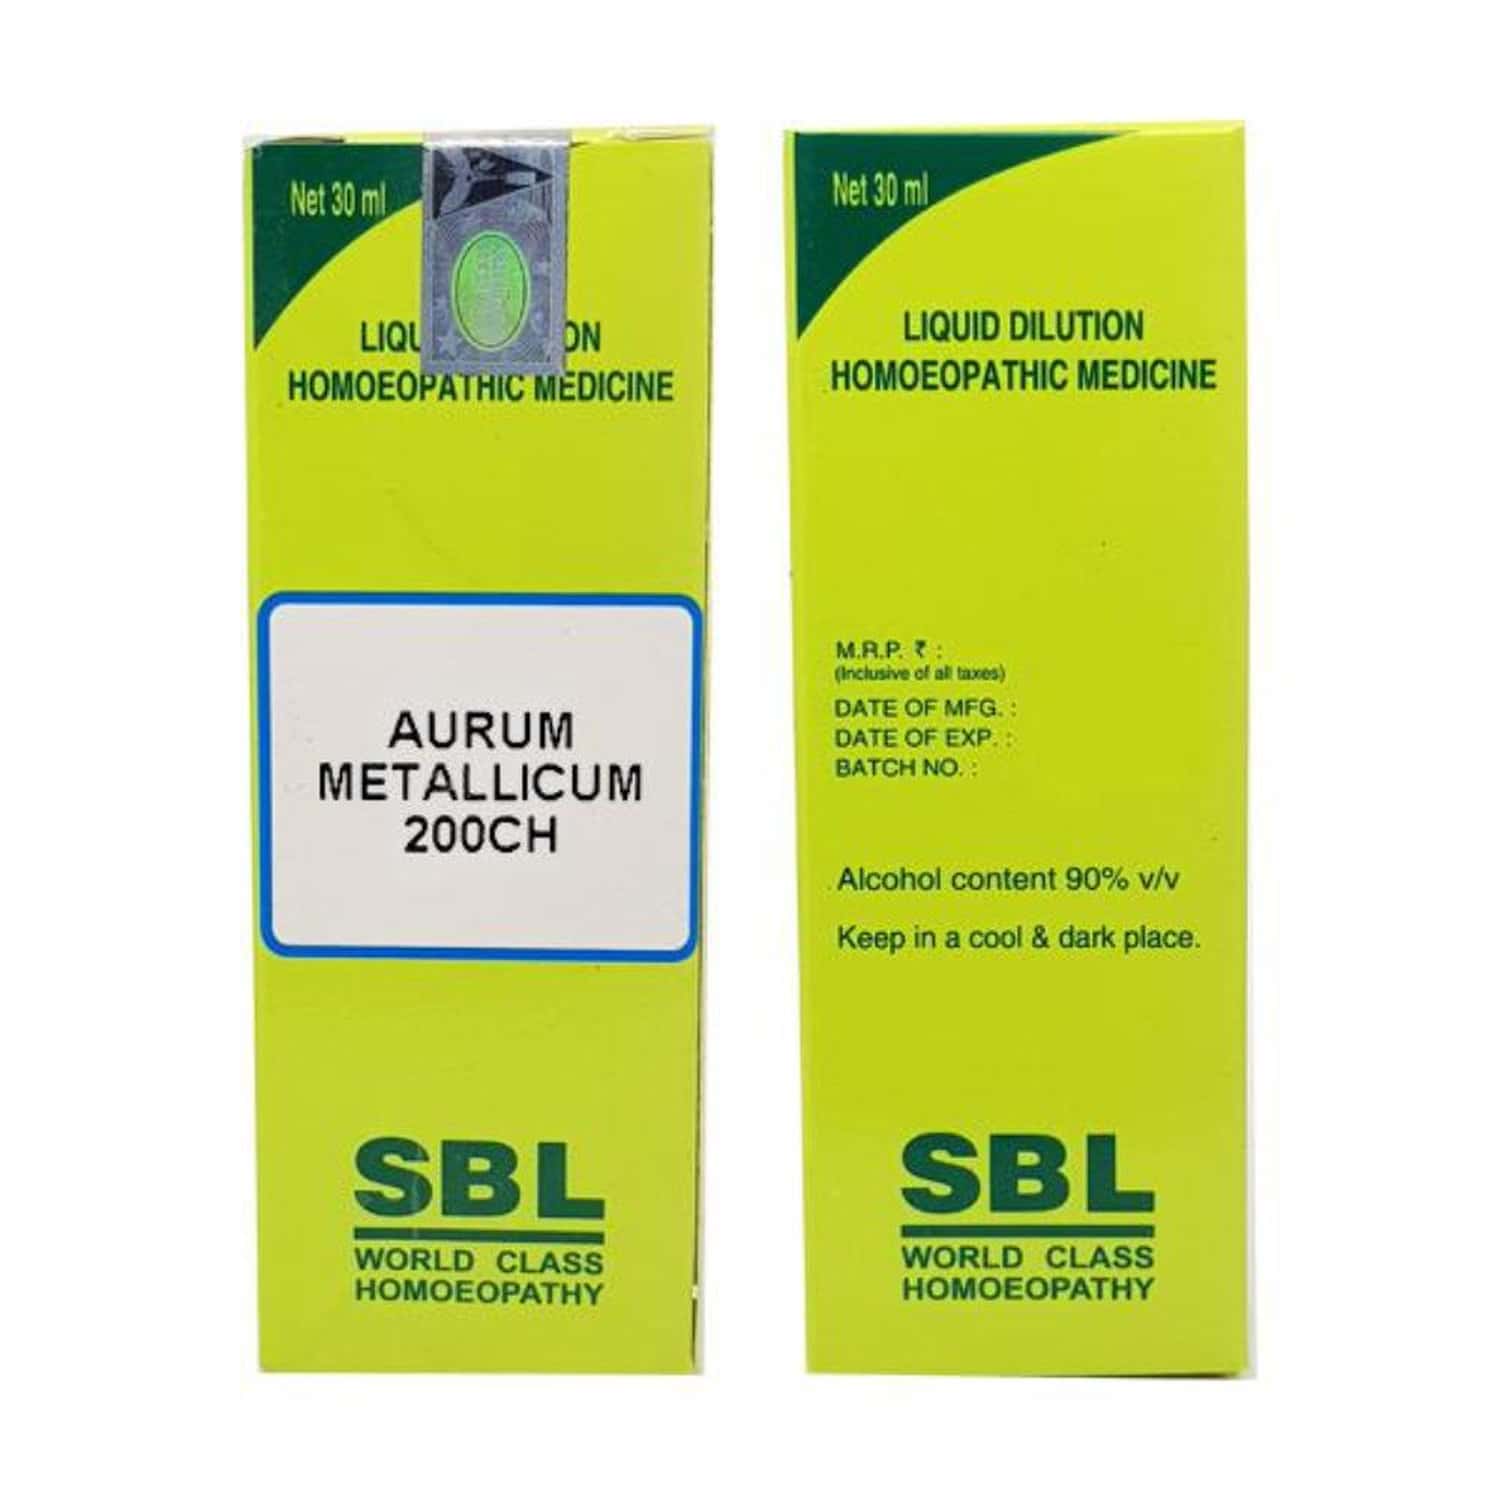 Net 30 ml
HOMOEOPATHIC MEDICINE
AURUM
METALLICUM
200CH
SBL
WORLD CLASS
HOMOEOPATHY
Net 30 ml
LIQUID DILUTION
HOMOEOPATHIC MEDICINE
M.R.P. ₹ :
(Inclusive of all taxes)
DATE OF MFG. :
DATE OF EXP. :
BATCH NO. :
Alcohol content 90% v/v
Keep in a cool & dark place.
SBL
WORLD CLASS
HOMOEOPATHY